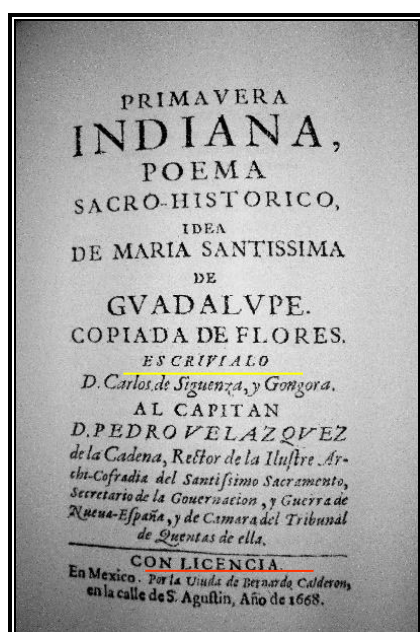 PRIMAVERA
INDIANA,
POEMA
SACRO-HISTORICO,
IDEA
DE MARIA SANTISSIMA
DE
GVADALVPE.
COPIADA DE FLORES.
ESCRIVIALO
D. Carlos de Siguenza, y Gongora.
AL CAPITAN
D. PEDRO VELAZQVEZ
de la Cadena, Rector de la Ilustre Ar-
chi-Cofradia del Santissimo Sacramento,
Secretario de la Gouernacion, y Guerra de
Nueua-España, y de Camara del Tribunal
de Quentas de ella.
CON LICENCIA.
En Mexico. Por la Viuda de Bernardo Calderon,
en la calle de S. Agustin, Año de 1668.